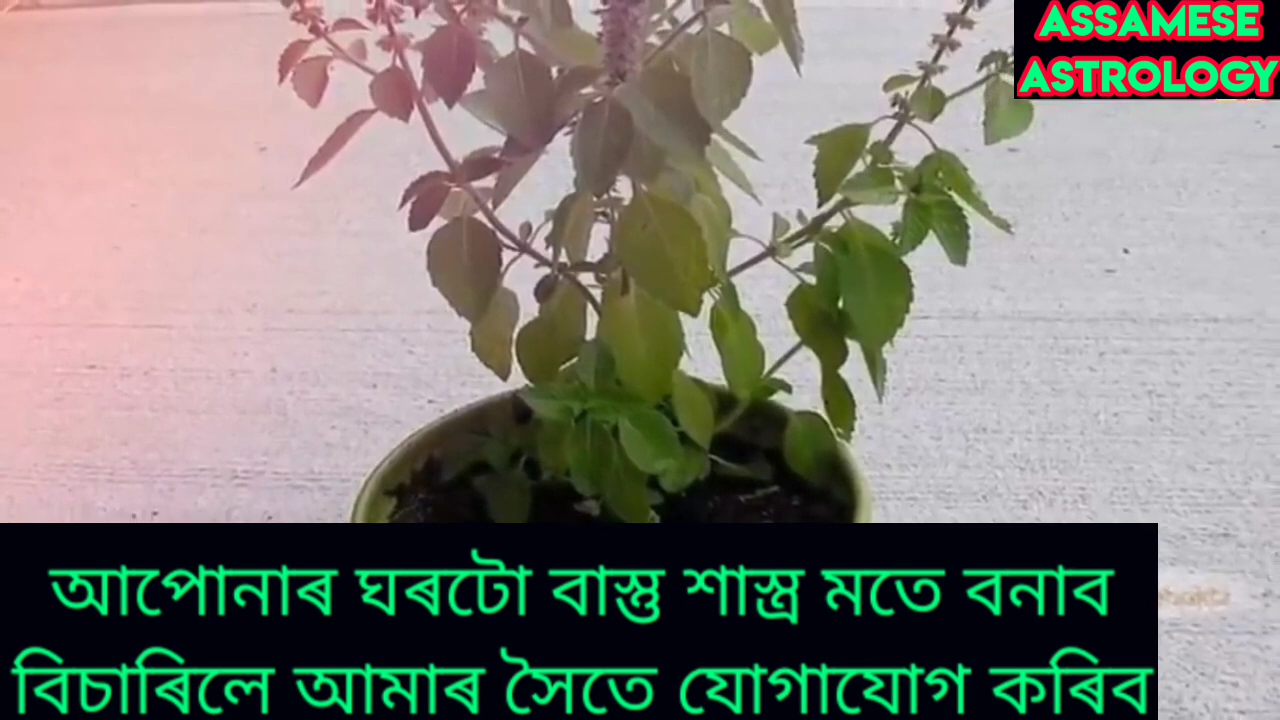 ASSAMESE
ASTROLOGY
আপোনাৰ ঘৰটো বাস্তু শাস্ত্ৰ মতে বনাব
বিচাৰিলে আমাৰ সৈতে যোগাযোগ কৰিব